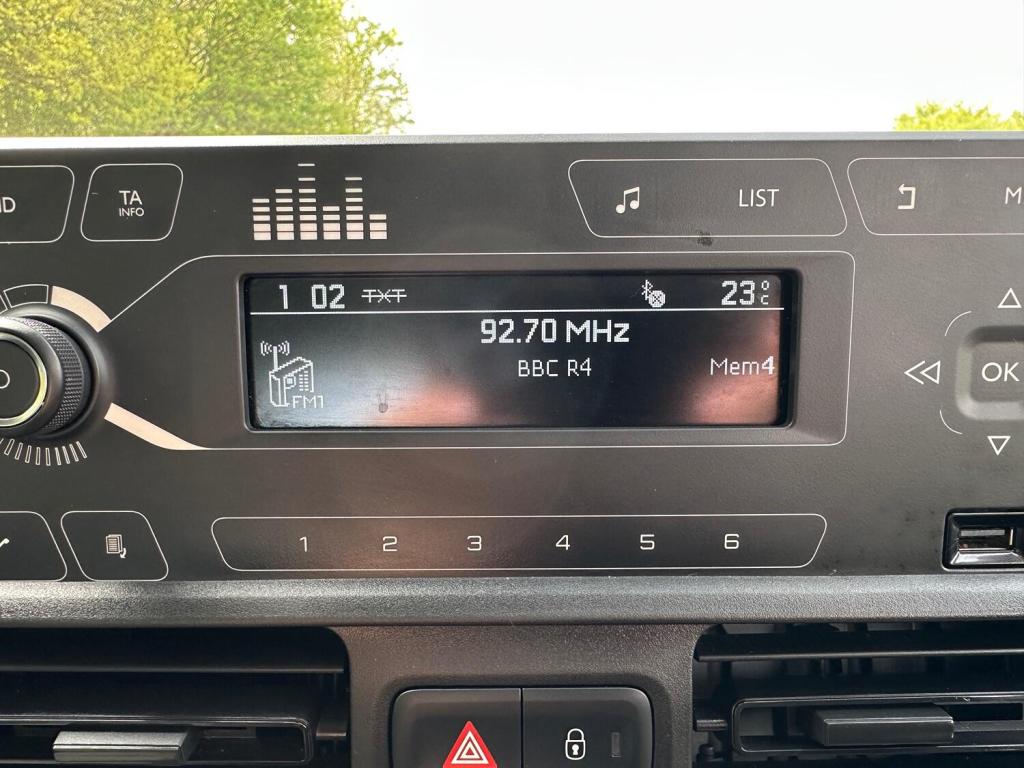 TA
INFO
LIST
1 02 TXT 23°C
92.70 MHz
BBC R4 Mem4
FM1
OK
1 2 3 4 5 6